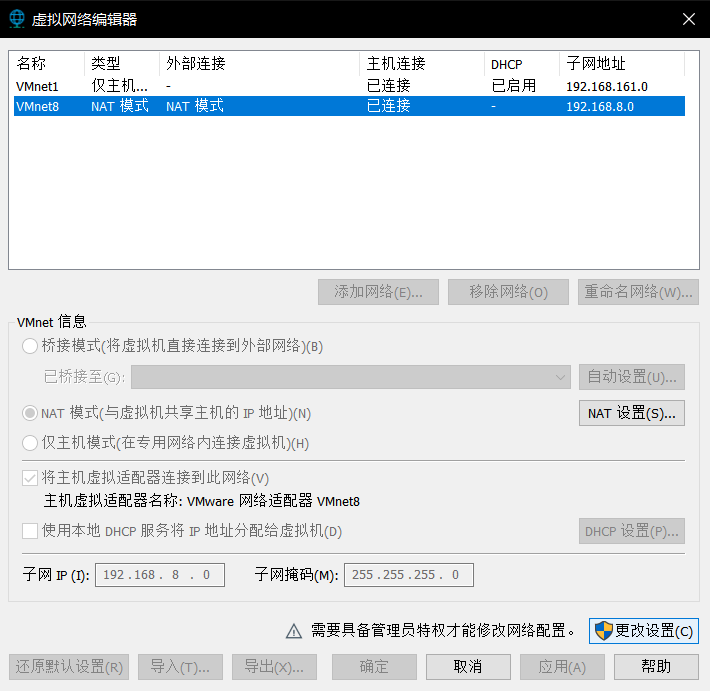 虚拟网络编辑器
名称 类型 外部连接 主机连接 DHCP 子网地址
VMnet1 仅主机... - 已连接 已启用 192.168.161.0
VMnet8 NAT 模式 NAT 模式 已连接 - 192.168.8.0
添加网络(E)... 移除网络(O) 重命名网络(W)...
VMnet 信息
桥接模式(将虚拟机直接连接到外部网络)(B)
已桥接至(G): 自动设置(U)...
NAT 模式(与虚拟机共享主机的 IP 地址)(N) NAT 设置(S)...
仅主机模式(在专用网络内连接虚拟机)(H)
将主机虚拟适配器连接到此网络(V)
主机虚拟适配器名称: VMware 网络适配器 VMnet8
使用本地 DHCP 服务将 IP 地址分配给虚拟机(D) DHCP 设置(P)...
子网 IP (I): 192.168. 8 . 0 子网掩码(M): 255.255.255. 0
需要具备管理员特权才能修改网络配置。 更改设置(C)
还原默认设置(R) 导入(T)... 导出(X)... 确定 取消 应用(A) 帮助